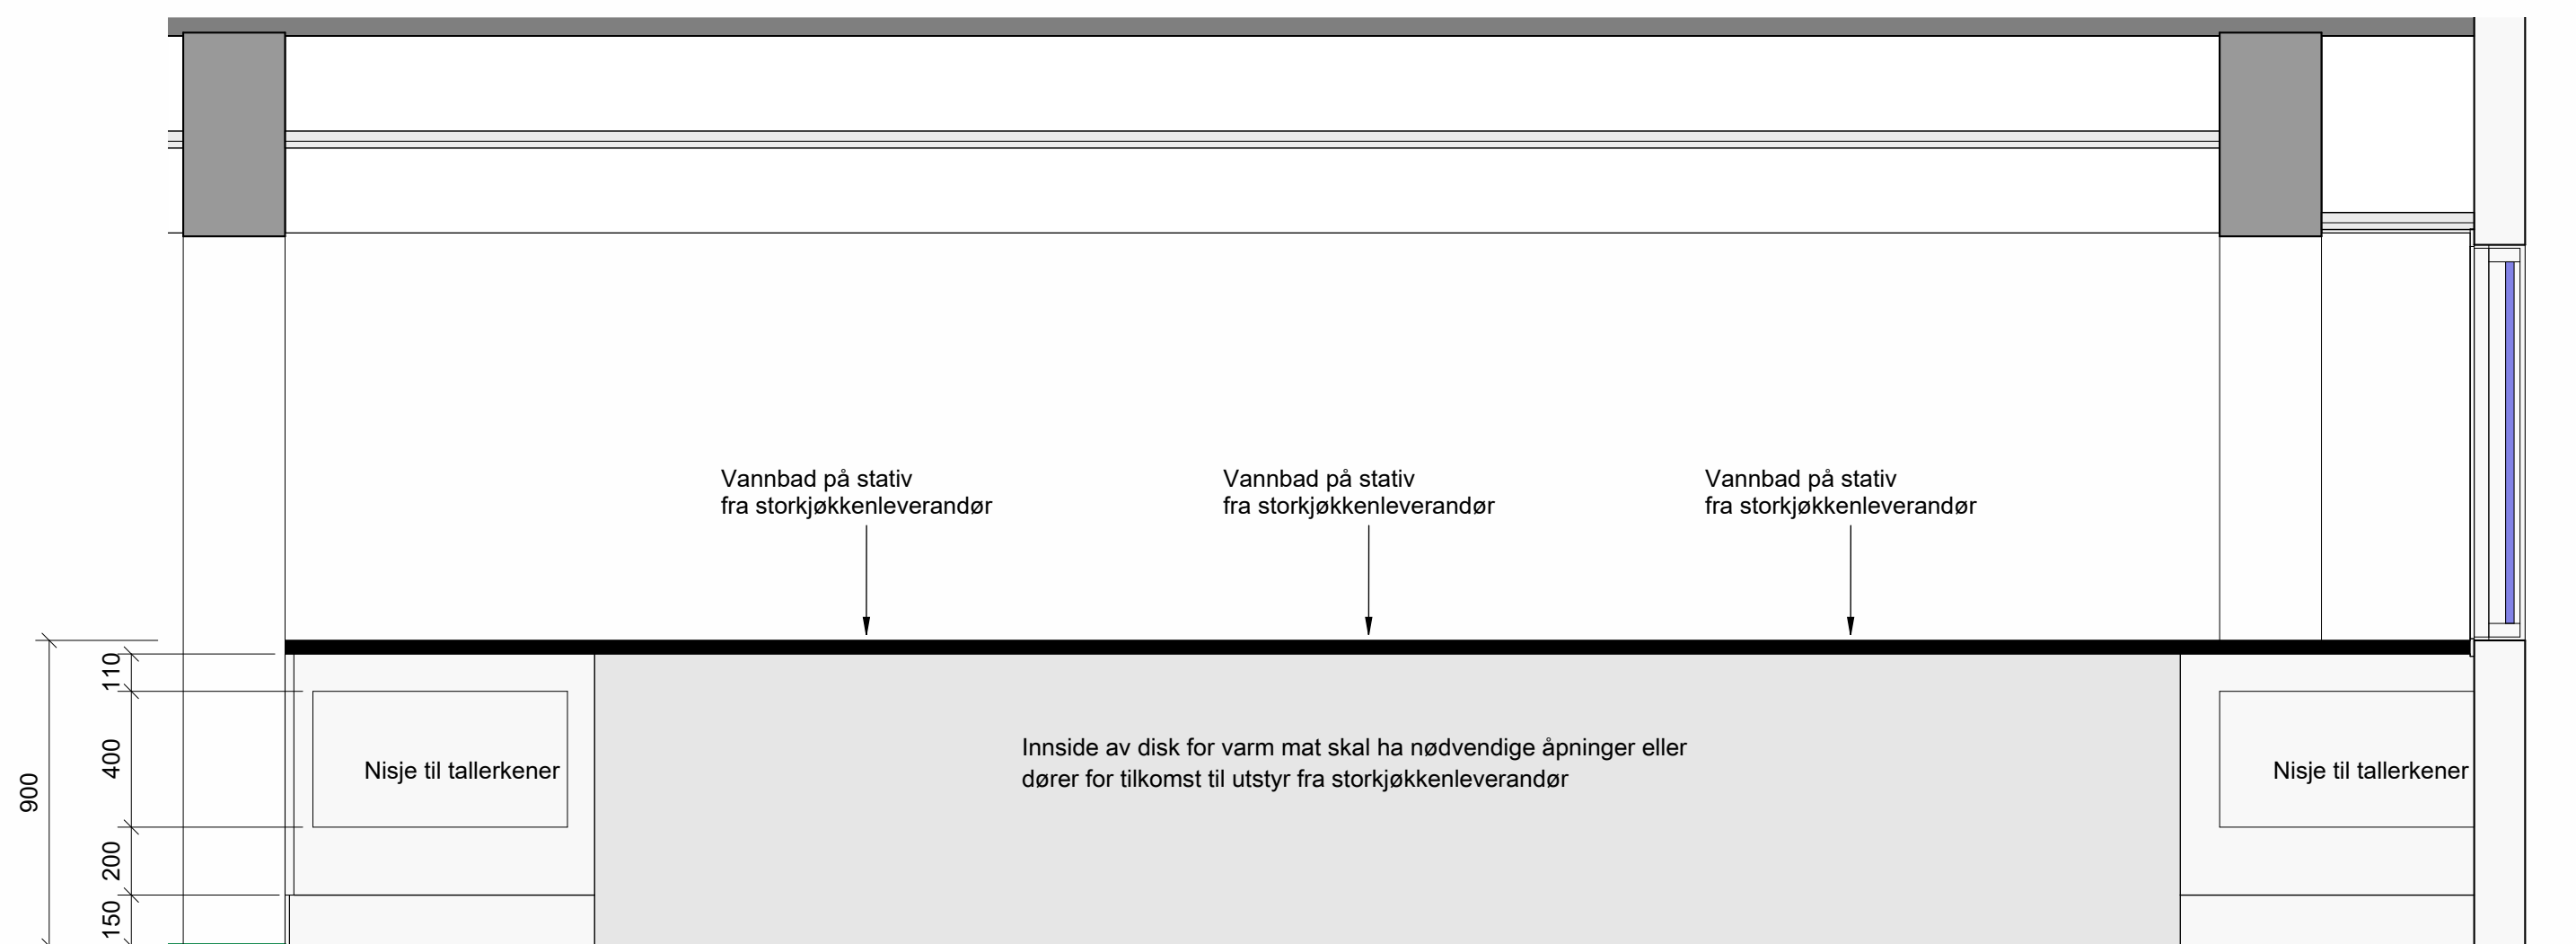 Vannbad på stativ
fra storkjøkkenleverandør
Vannbad på stativ
fra storkjøkkenleverandør
Vannbad på stativ
fra storkjøkkenleverandør
110
400
900
200
150
Nisje til tallerkener
Innside av disk for varm mat skal ha nødvendige åpninger eller
dører for tilkomst til utstyr fra storkjøkkenleverandør
Nisje til tallerkener